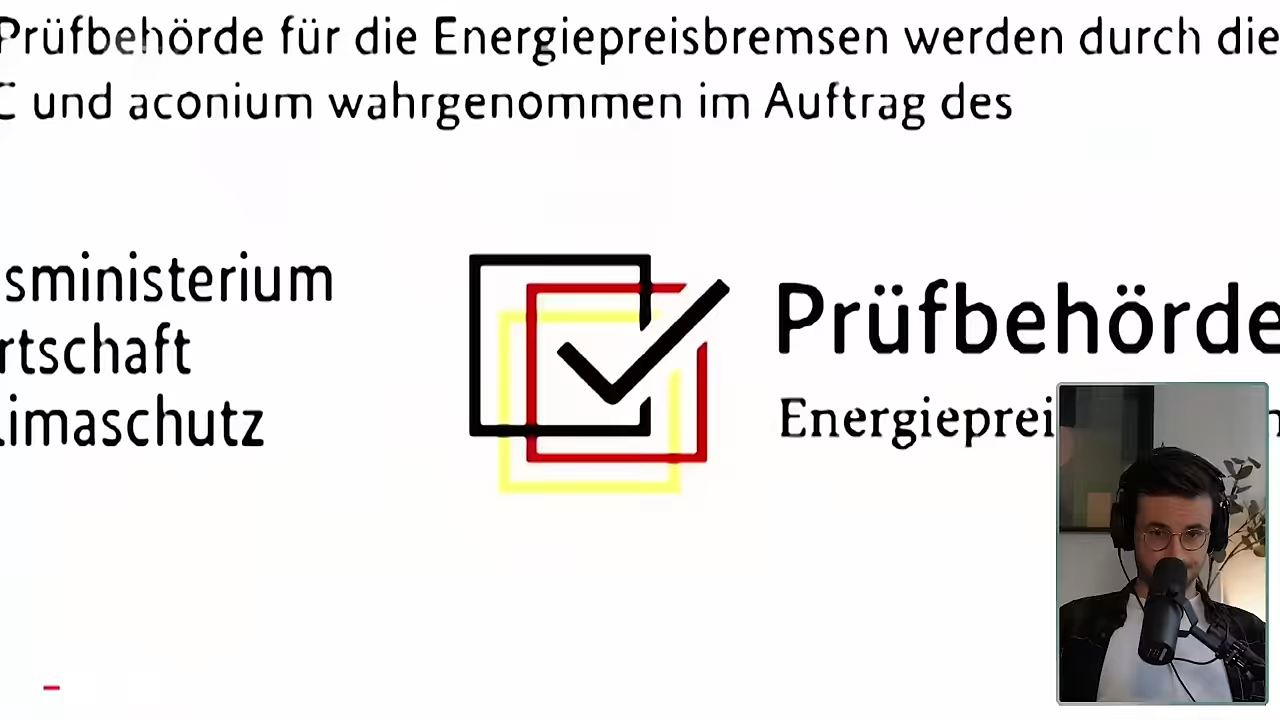 Prüfbehörde für die Energiepreisbremsen werden durch die
C und aconium wahrgenommen im Auftrag des
sministerium
rtschaft
limaschutz
Prüfbehörde
Energieprei